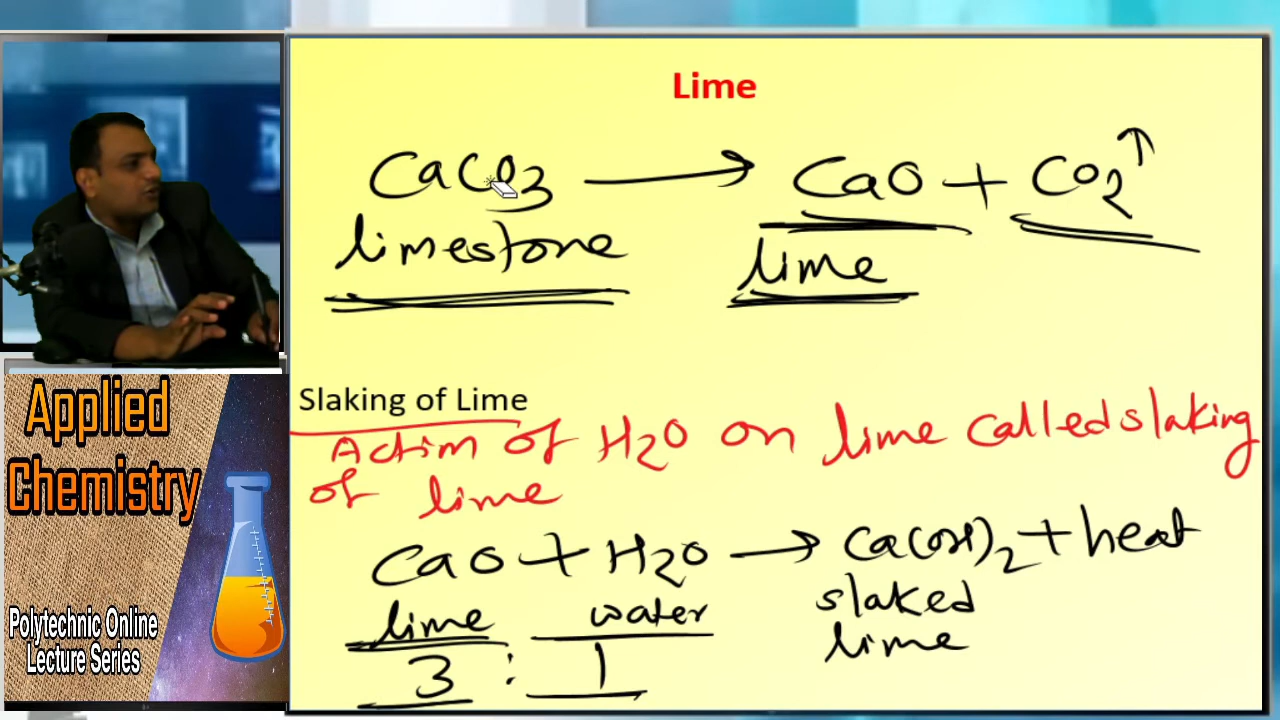 Lime
CaCO3 → CaO + CO2↑
limestone lime
Slaking of Lime
Action of H2O on lime called slaking
of lime
CaO + H2O → Ca(OH)2 + heat
lime water slaked
lime
3 : 1
Applied
Chemistry
Polytechnic Online
Lecture Series